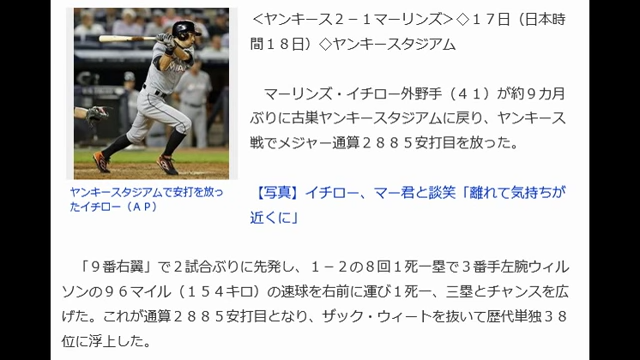 ＜ヤンキース２－１マーリンズ＞◇１７日（日本時
間１８日）◇ヤンキースタジアム
マーリンズ・イチロー外野手（４１）が約９カ月
ぶりに古巣ヤンキースタジアムに戻り、ヤンキース
戦でメジャー通算２８８５安打目を放った。
ヤンキースタジアムで安打を放っ
たイチロー（ＡＰ）
【写真】イチロー、マー君と談笑「離れて気持ちが
近くに」
「９番右翼」で２試合ぶりに先発し、１－２の８回１死一塁で３番手左腕ウィル
ソンの９６マイル（１５４キロ）の速球を右前に運び１死一、三塁とチャンスを広
げた。これが通算２８８５安打目となり、ザック・ウィートを抜いて歴代単独３８
位に浮上した。